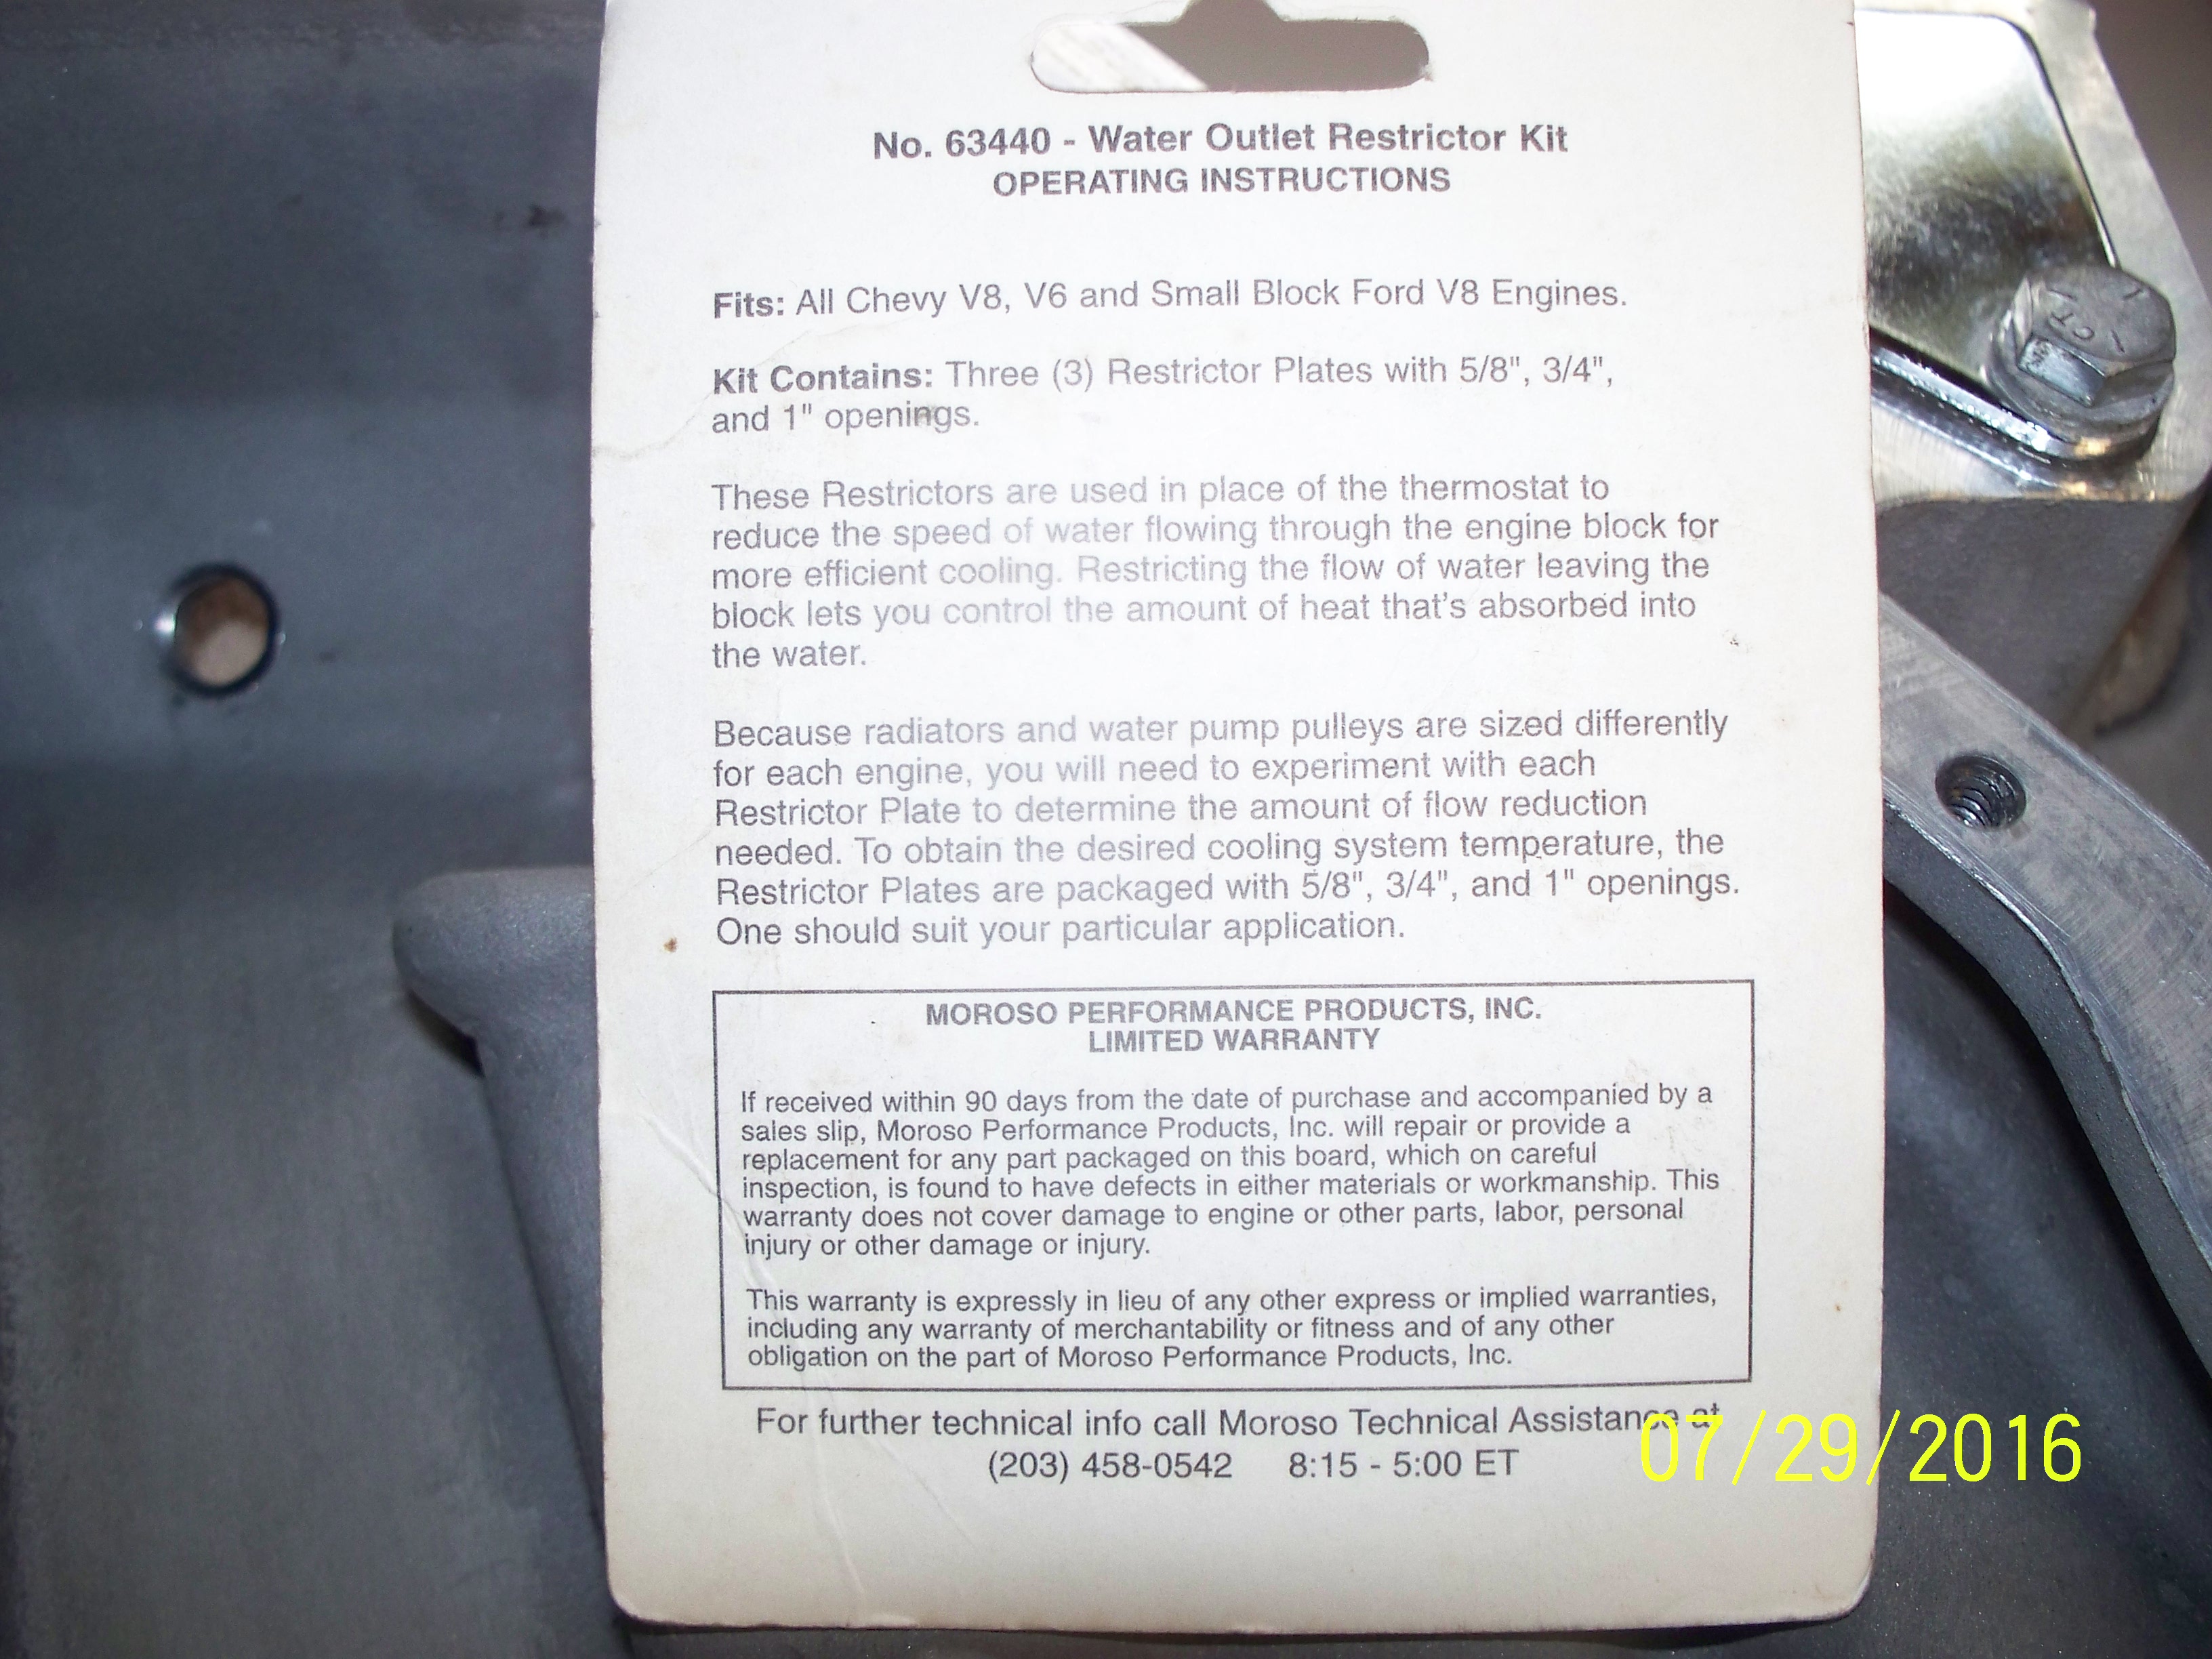 No. 63440 - Water Outlet Restrictor Kit
OPERATING INSTRUCTIONS
Fits: All Chevy V8, V6 and Small Block Ford V8 Engines.
Kit Contains: Three (3) Restrictor Plates with 5/8", 3/4",
and 1" openings.
These Restrictors are used in place of the thermostat to
reduce the speed of water flowing through the engine block for
more efficient cooling. Restricting the flow of water leaving the
block lets you control the amount of heat that's absorbed into
the water.
Because radiators and water pump pulleys are sized differently
for each engine, you will need to experiment with each
Restrictor Plate to determine the amount of flow reduction
needed. To obtain the desired cooling system temperature, the
Restrictor Plates are packaged with 5/8", 3/4", and 1" openings.
One should suit your particular application.
MOROSO PERFORMANCE PRODUCTS, INC.
LIMITED WARRANTY
If received within 90 days from the date of purchase and accompanied by a
sales slip, Moroso Performance Products, Inc. will repair or provide a
replacement for any part packaged on this board, which on careful
inspection, is found to have defects in either materials or workmanship. This
warranty does not cover damage to engine or other parts, labor, personal
injury or other damage or injury.
This warranty is expressly in lieu of any other express or implied warranties,
including any warranty of merchantability or fitness and of any other
obligation on the part of Moroso Performance Products, Inc.
For further technical info call Moroso Technical Assistance at
(203) 458-0542 8:15 - 5:00 ET
07/29/2016